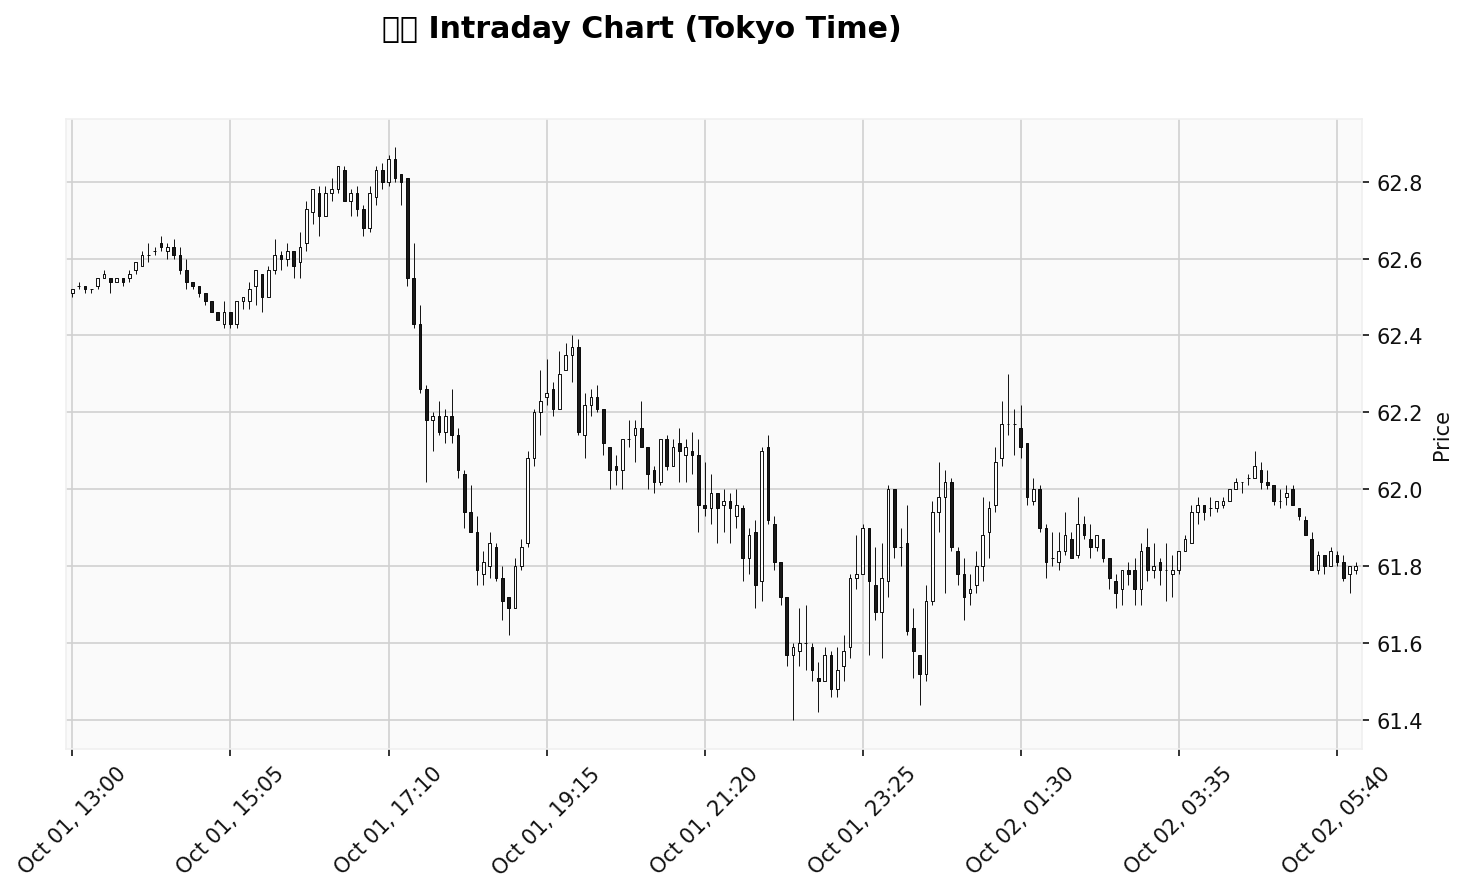 Intraday Chart (Tokyo Time)
62.8
62.6
62.4
62.2
62.0
61.8
61.6
61.4
Price
Oct 01, 13:00
Oct 01, 15:05
Oct 01, 17:10
Oct 01, 19:15
Oct 01, 21:20
Oct 01, 23:25
Oct 02, 01:30
Oct 02, 03:35
Oct 02, 05:40